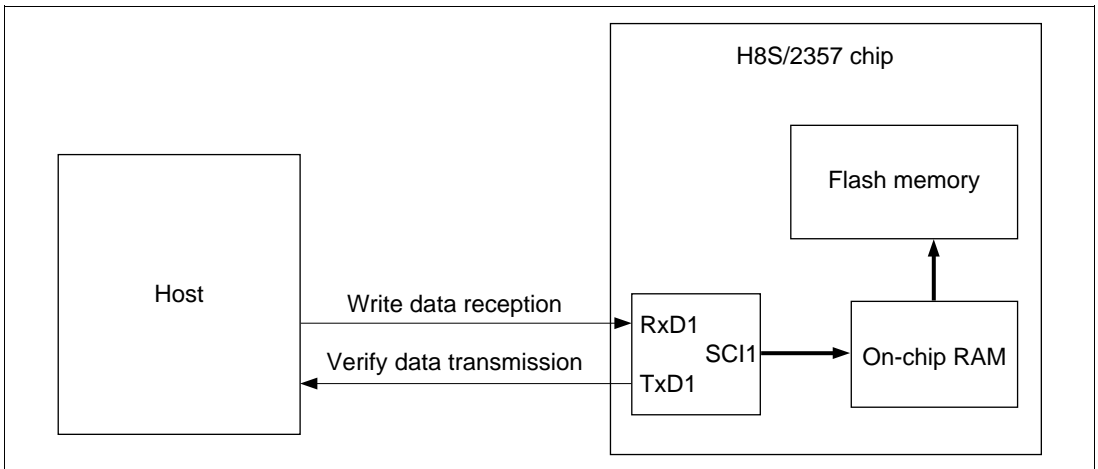 H8S/2357 chip
Flash memory
Host
Write data reception
RxD1
SCI1
On-chip RAM
Verify data transmission
TxD1